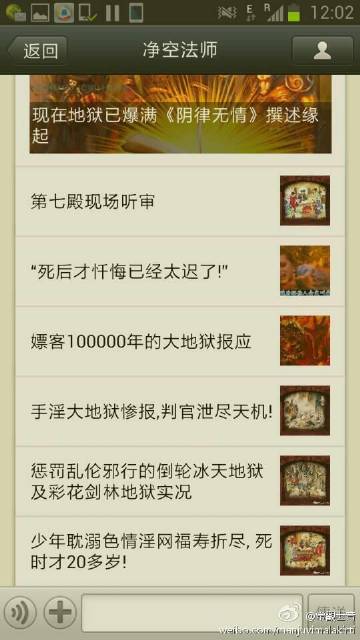 12:02
返回
净空法师
现在地狱已爆满《阴律无情》撰述缘
起
第七殿现场听审
“死后才忏悔已经太迟了!”
嫖客100000年的大地狱报应
手淫大地狱惨报,判官泄尽天机!
惩罚乱伦邪行的倒轮冰天地狱
及彩花剑林地狱实况
少年耽溺色情淫网福寿折尽, 死
时才20多岁!
weibo.com/manjuvimalakirti